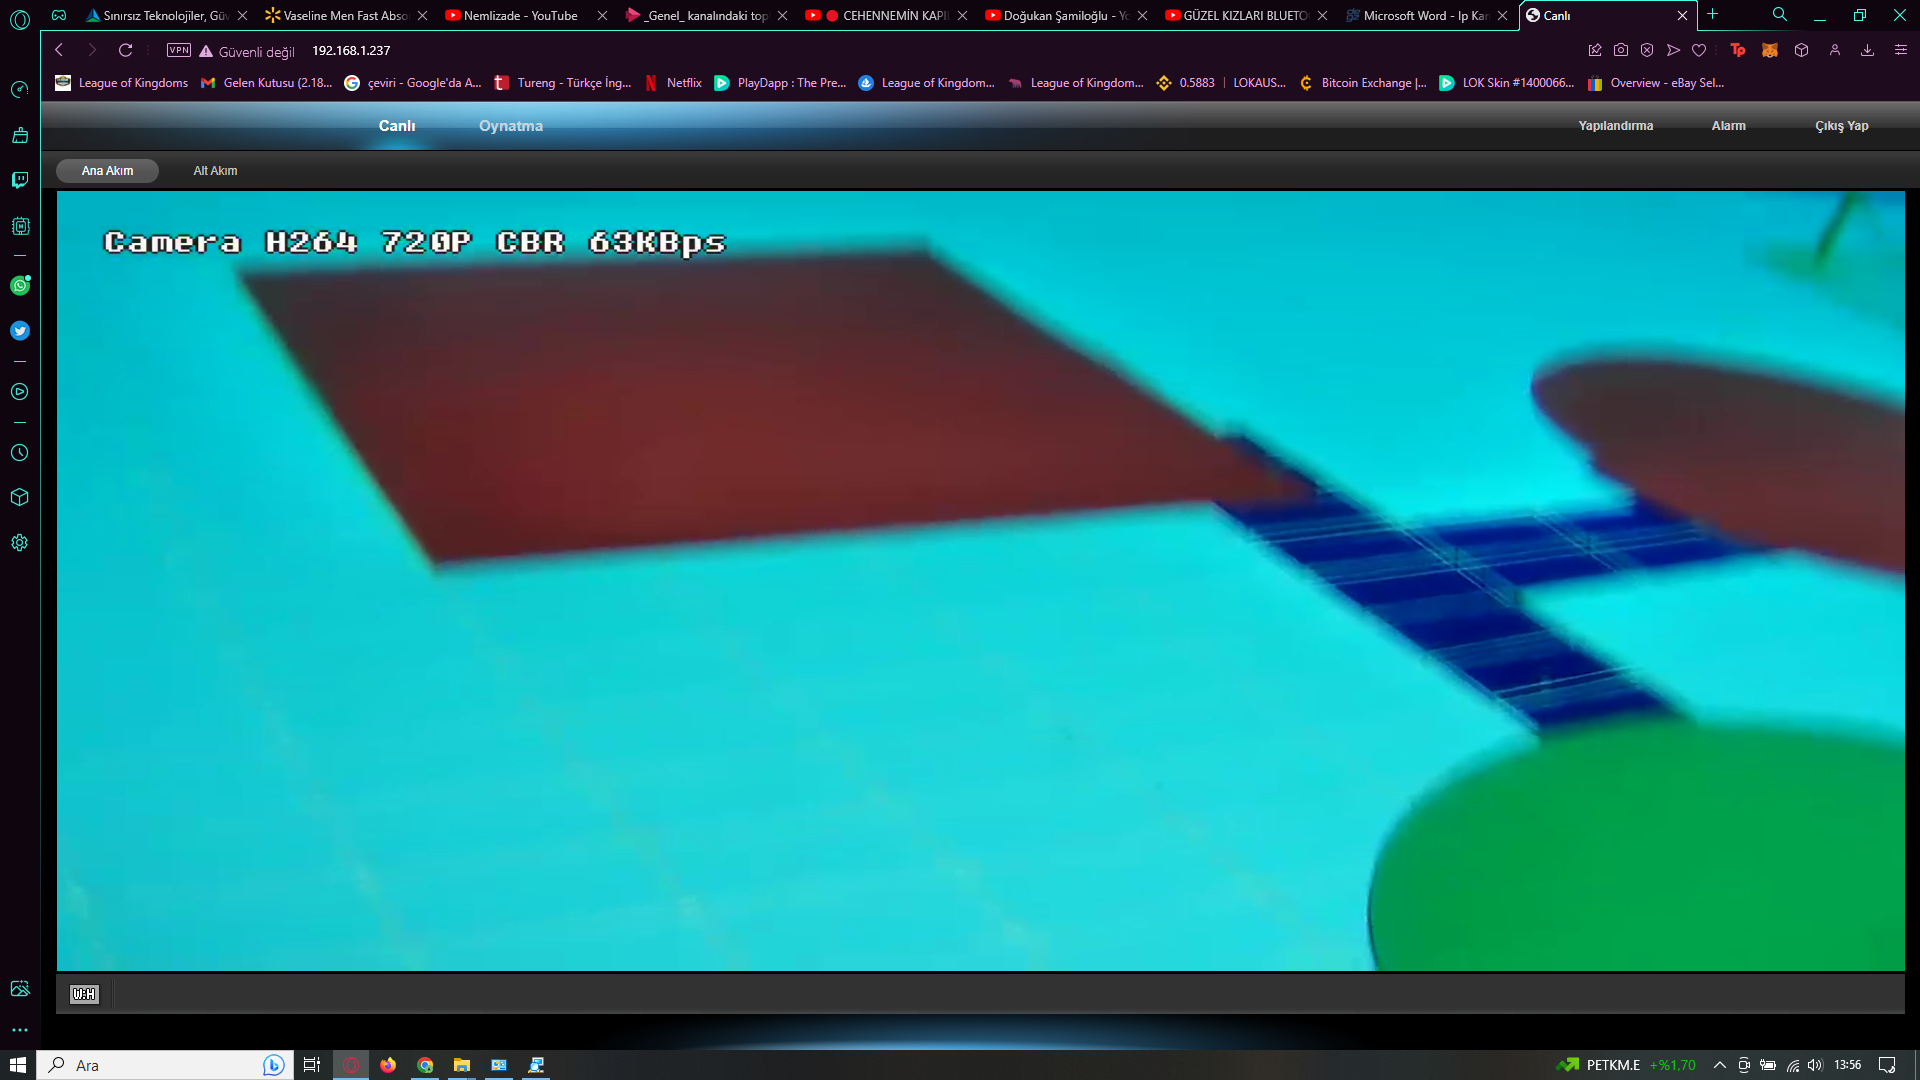 Sınırsız Teknolojiler, Gü
Vaseline Men Fast Abso
Nemlizade - YouTube
_Genel_ kanalındaki top
CEHENNEMİN KAPI
Doğukan Şamiloğlu - Yo
GÜZEL KIZLARI BLUETO
Microsoft Word - Ip Kam
Canlı
VPN Güvenli değil 192.168.1.237
League of Kingdoms
Gelen Kutusu (2.18...
çeviri - Google'da A...
Tureng - Türkçe İng...
Netflix
PlayDapp : The Pre...
League of Kingdom...
League of Kingdom...
0.5883 | LOKAUS...
Bitcoin Exchange |...
LOK Skin #1400066...
Overview - eBay Sel...
Canlı Oynatma Yapılandırma Alarm Çıkış Yap
Ana Akım Alt Akım
Camera H264 720P CBR 63KBps
W:H
Ara PETKM.E +%1,70 13:56